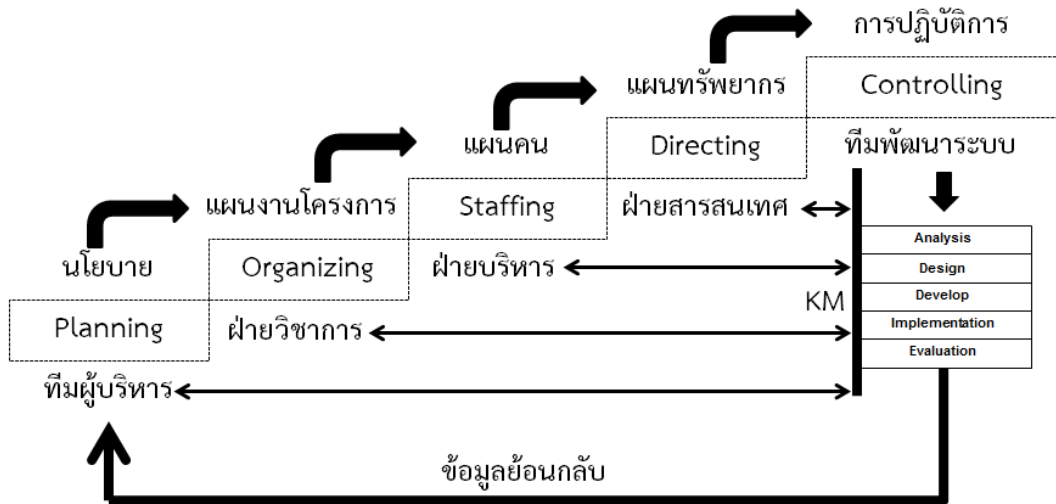 การปฏิบัติการ
แผนทรัพยากร
Controlling
แผนคน
Directing
ทีมพัฒนาระบบ
แผนงานโครงการ
Staffing
ฝ่ายสารสนเทศ
Analysis
นโยบาย
Organizing
ฝ่ายบริหาร
Design
KM
Develop
Planning
ฝ่ายวิชาการ
Implementation
Evaluation
ทีมผู้บริหาร
ข้อมูลย้อนกลับ